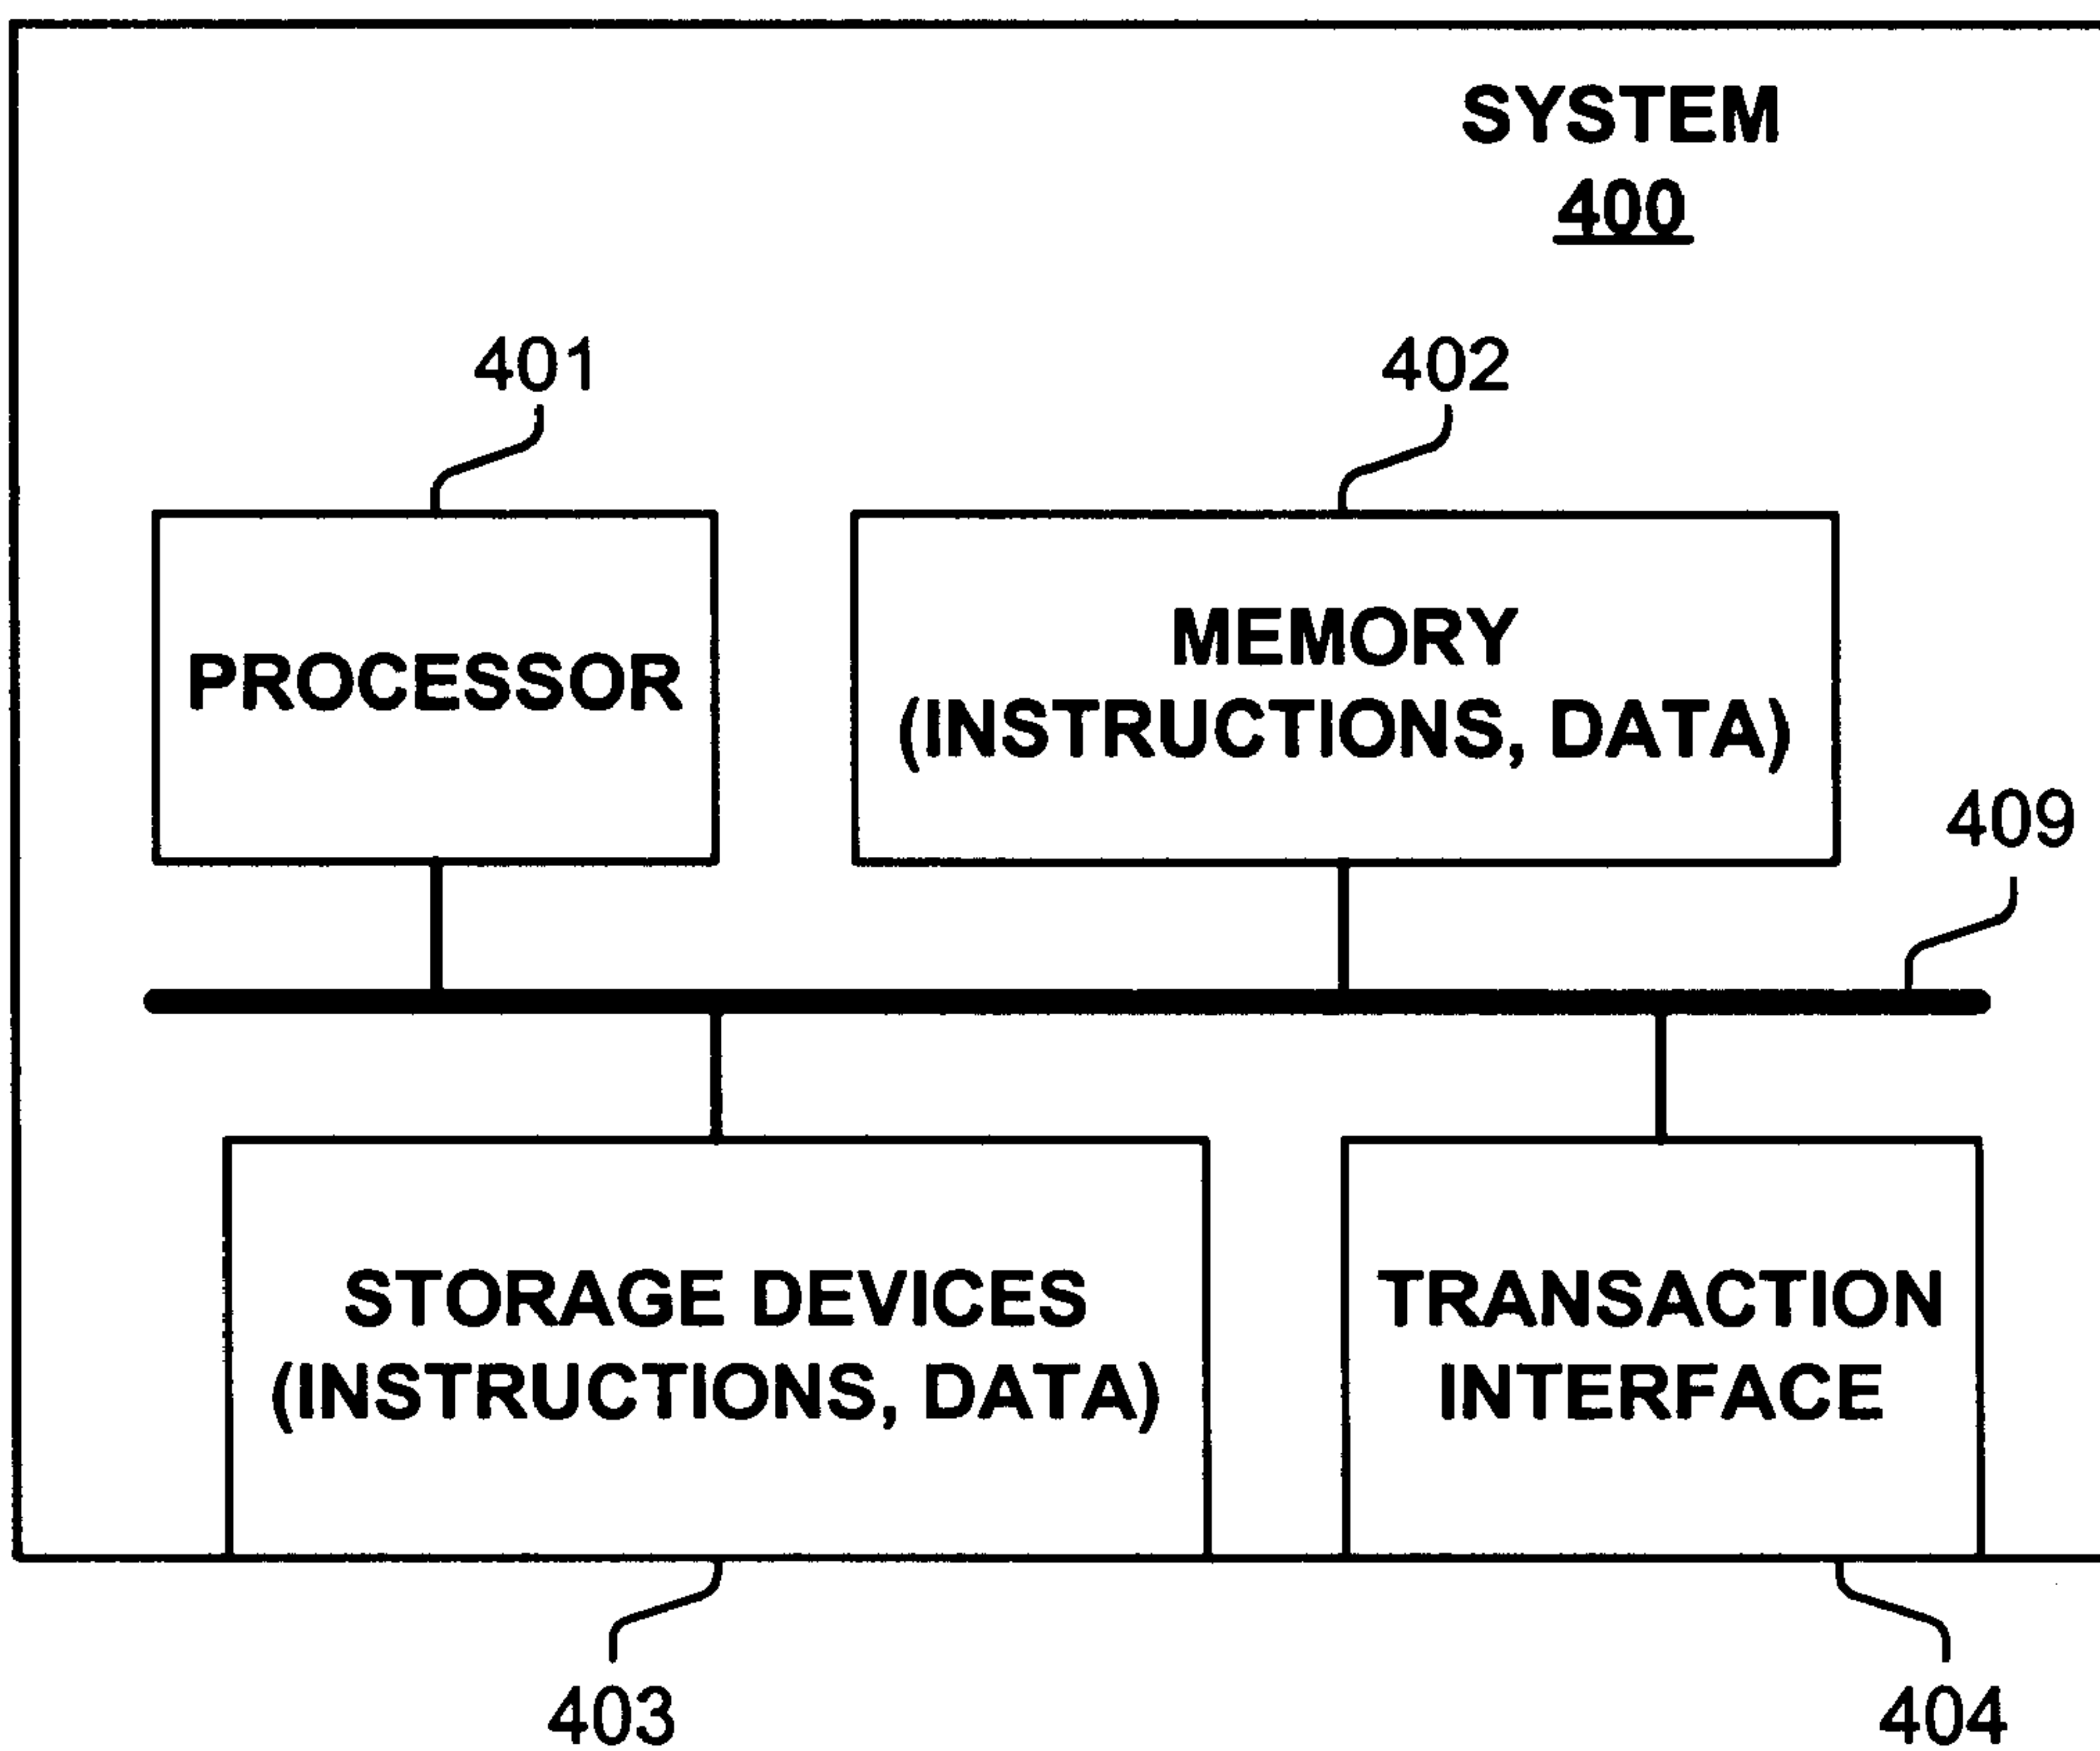 SYSTEM
400
401
402
PROCESSOR
MEMORY
(INSTRUCTIONS, DATA)
409
STORAGE DEVICES
(INSTRUCTIONS, DATA)
TRANSACTION
INTERFACE
403
404